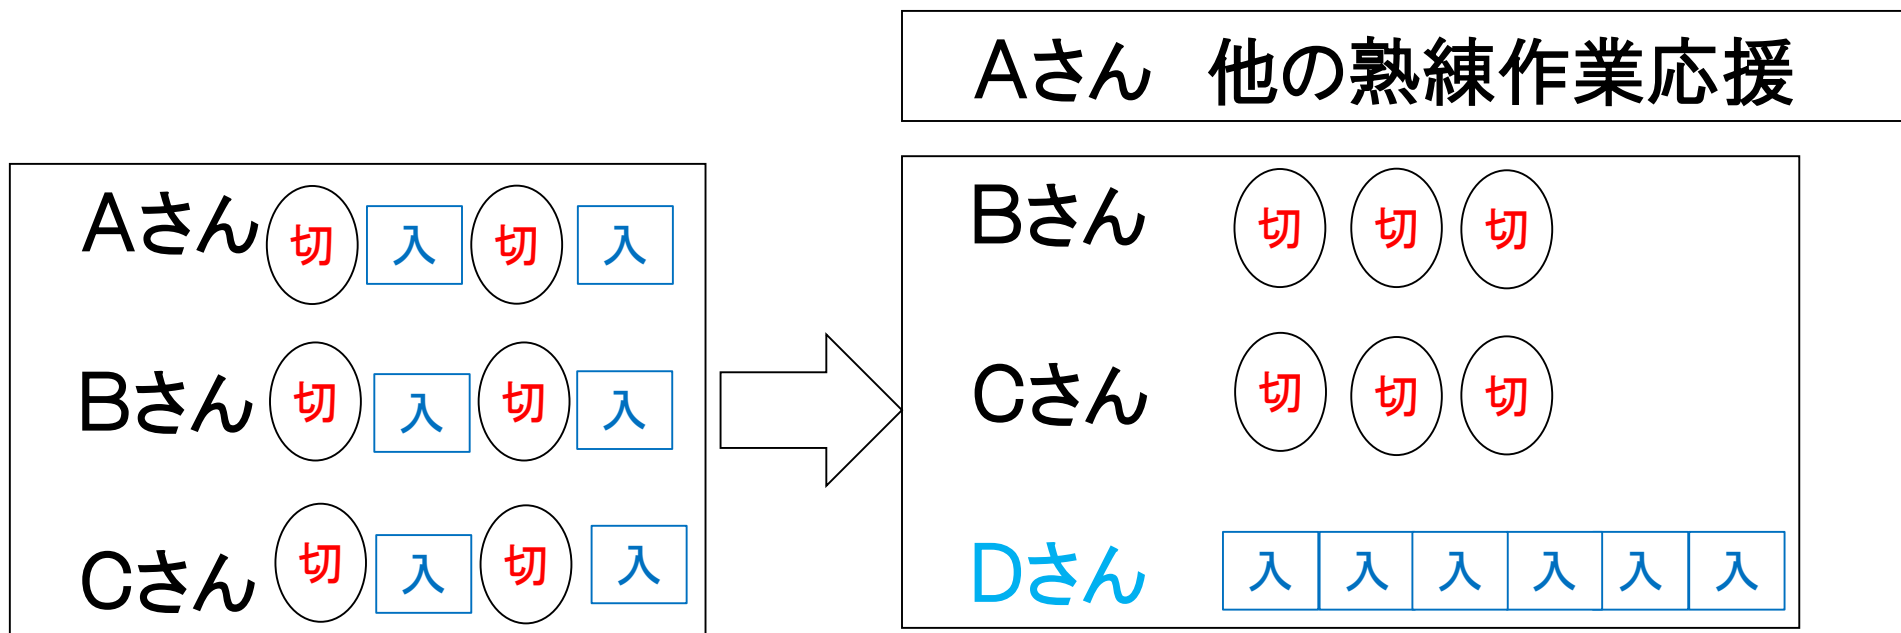 Aさん 他の熟練作業応援
Aさん 切 入 切 入
Bさん 切 入 切 入
Cさん 切 入 切 入
Bさん 切 切 切
Cさん 切 切 切
Dさん 入 入 入 入 入 入